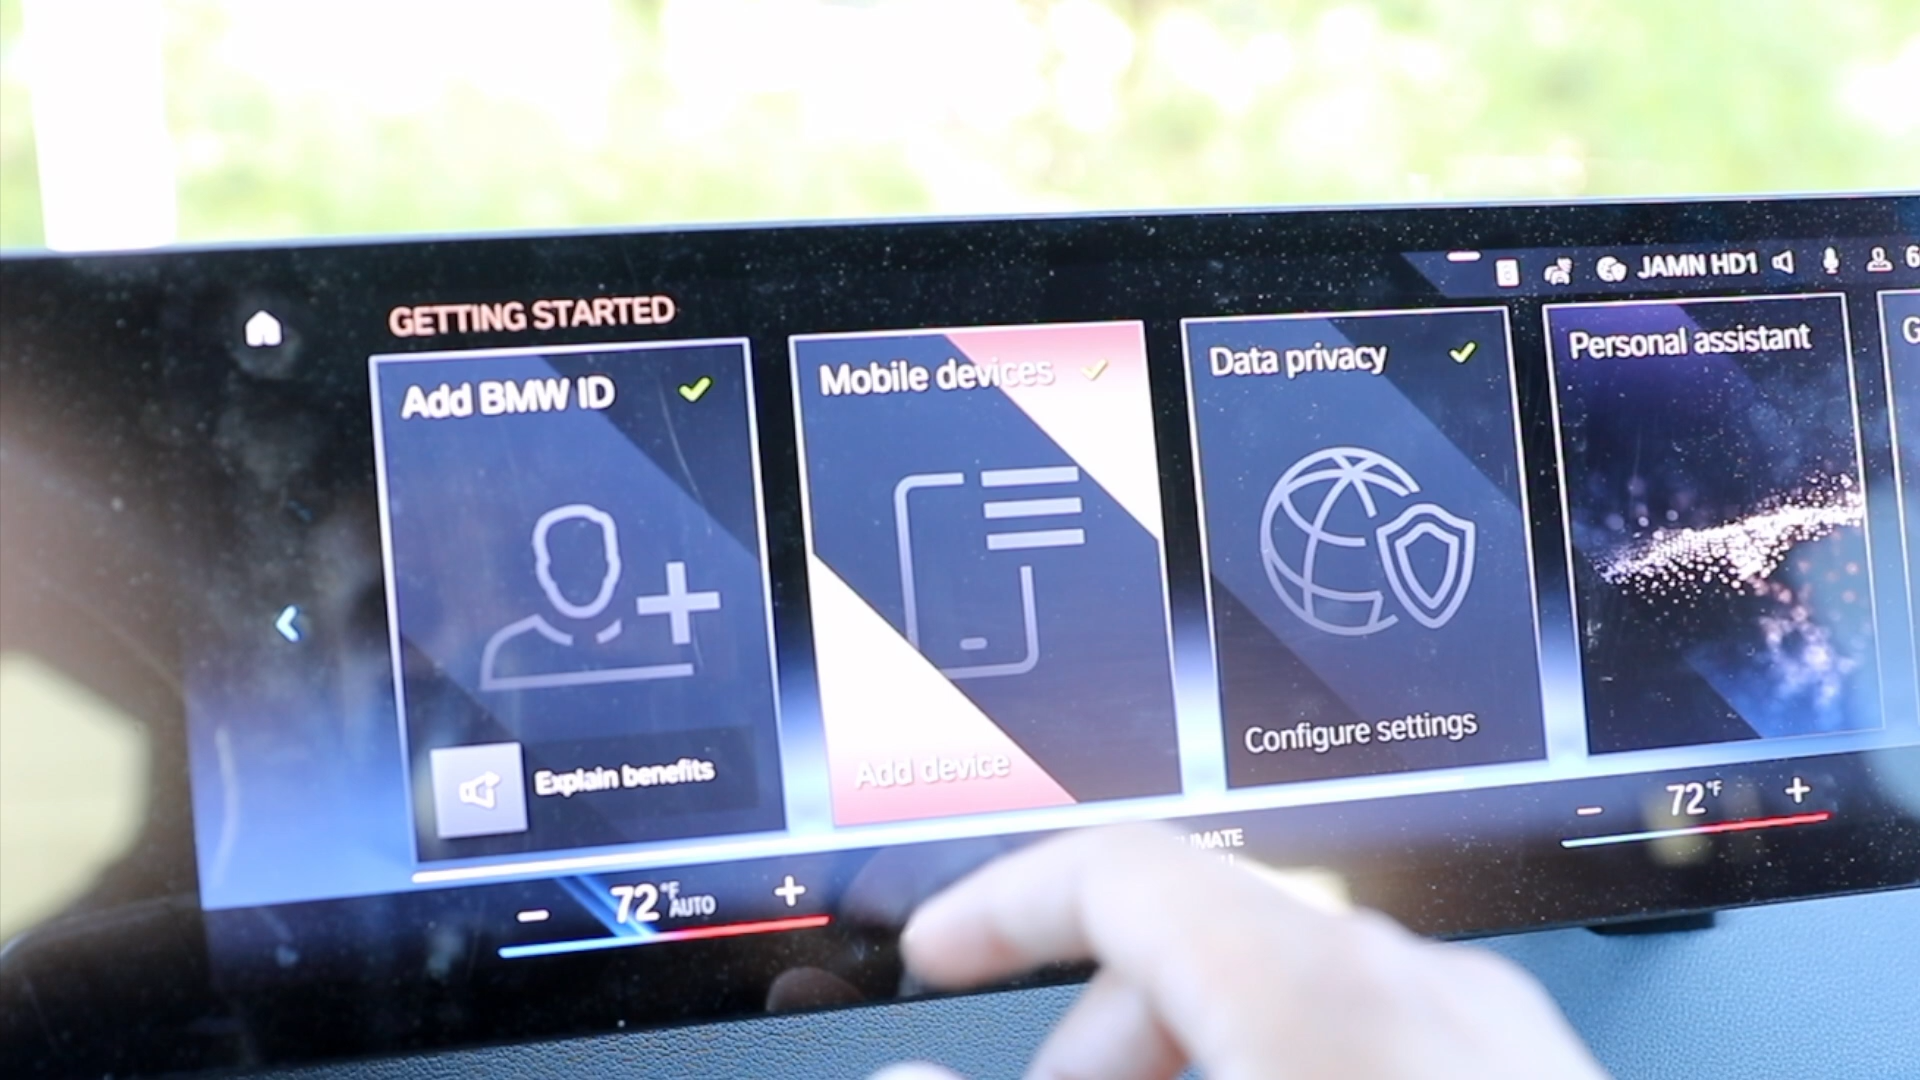 JAMN HD1
6
GETTING STARTED
Add BMW ID
Mobile devices
Data privacy
Personal assistant
G
Explain benefits
Add device
Configure settings
72°F
AUTO
72°F